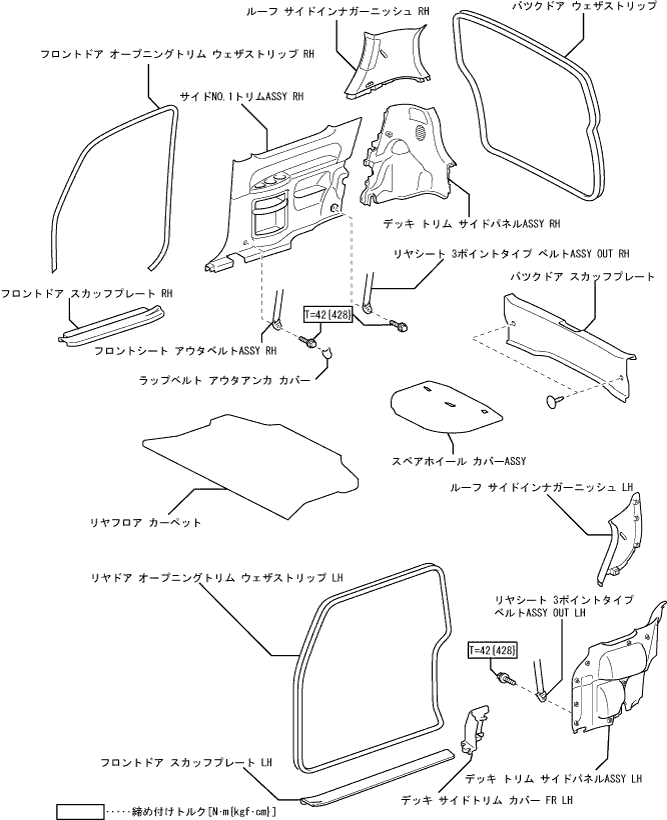 ルーフ サイドインナガーニッシュ RH
バツクドア ウェザストリップ
フロントドア オープニングトリム ウェザストリップ RH
サイドNO.1トリムASSY RH
デッキ トリム サイドパネルASSY RH
リヤシート 3ポイントタイプ ベルトASSY OUT RH
バツクドア スカッフプレート
フロントドア スカッフプレート RH
T=42{428}
フロントシート アウタベルトASSY RH
ラップベルト アウタアンカ カバー
スペアホイール カバーASSY
ルーフ サイドインナガーニッシュ LH
リヤフロア カーペット
リヤドア オープニングトリム ウェザストリップ LH
リヤシート 3ポイントタイプ
ベルトASSY OUT LH
T=42{428}
フロントドア スカッフプレート LH
デッキ トリム サイドパネルASSY LH
デッキ サイドトリム カバー FR LH
·····締め付けトルク[N·m{kgf·cm}]